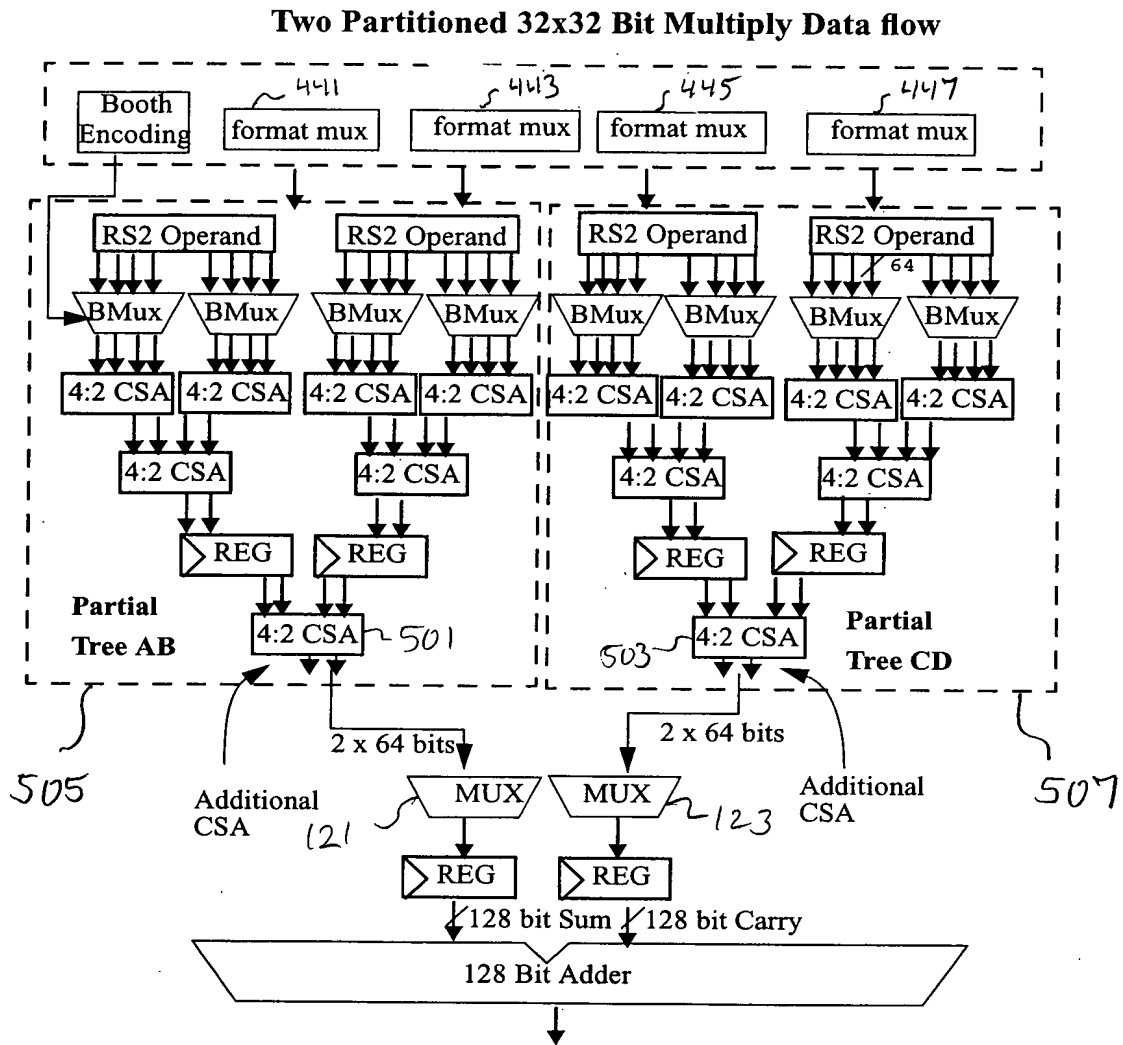 Two Partitioned 32x32 Bit Multiply Data flow
441 443 445 447
Booth
Encoding
format mux format mux format mux format mux
RS2 Operand RS2 Operand RS2 Operand RS2 Operand
64
BMux BMux BMux BMux BMux BMux BMux BMux
4:2 CSA 4:2 CSA 4:2 CSA 4:2 CSA 4:2 CSA 4:2 CSA 4:2 CSA 4:2 CSA
4:2 CSA 4:2 CSA 4:2 CSA 4:2 CSA
REG REG REG REG
Partial
Tree AB
4:2 CSA 501
503 4:2 CSA
Partial
Tree CD
2 x 64 bits 2 x 64 bits
505
Additional
CSA
121
MUX MUX
123
Additional
CSA
507
REG REG
128 bit Sum 128 bit Carry
128 Bit Adder